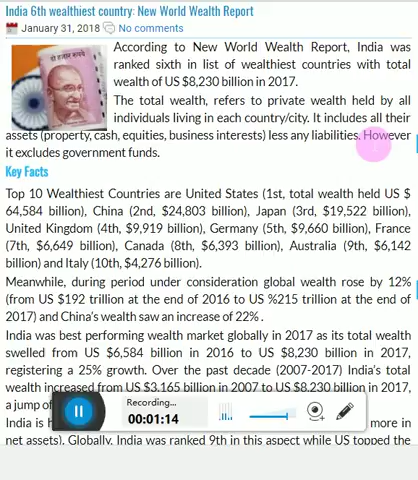 India 6th wealthiest country: New World Wealth Report
January 31, 2018 No comments
According to New World Wealth Report, India was
ranked sixth in list of wealthiest countries with total
wealth of US $8,230 billion in 2017.
The total wealth, refers to private wealth held by all
individuals living in each country/city. It includes all their
assets (property, cash, equities, business interests) less any liabilities. However
it excludes government funds.
Key Facts
Top 10 Wealthiest Countries are United States (1st, total wealth held US $
64,584 billion), China (2nd, $24,803 billion), Japan (3rd, $19,522 billion),
United Kingdom (4th, $9,919 billion), Germany (5th, $9,660 billion), France
(7th, $6,649 billion), Canada (8th, $6,393 billion), Australia (9th, $6,142
billion) and Italy (10th, $4,276 billion).
Meanwhile, during period under consideration global wealth rose by 12%
(from US $192 trillion at the end of 2016 to US %215 trillion at the end of
2017) and China's wealth saw an increase of 22% .
India was best performing wealth market globally in 2017 as its total wealth
swelled from US $6,584 billion in 2016 to US $8,230 billion in 2017,
registering a 25% growth. Over the past decade (2007-2017) India's total
wealth increased from US $3,165 billion in 2007 to US $8,230 billion in 2017,
a jump of
Recording...
00:01:14
India is more in
net assets). Globally, India was ranked 9th in this aspect while US topped the